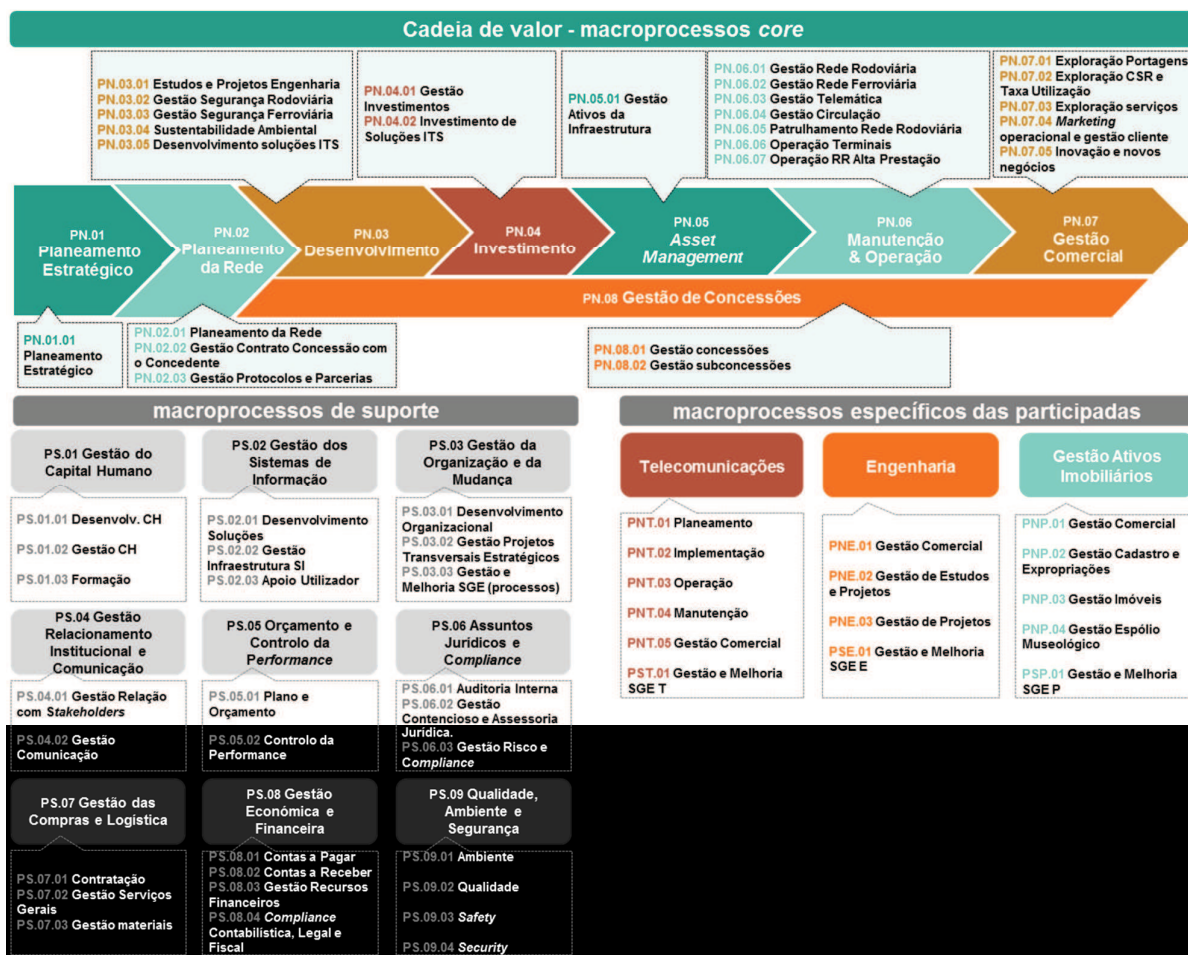 Cadeia de valor - macroprocessos core
PN.03.01 Estudos e Projetos Engenharia
PN.03.02 Gestão Segurança Rodoviária
PN.03.03 Gestão Segurança Ferroviária
PN.03.04 Sustentabilidade Ambiental
PN.03.05 Desenvolvimento soluções ITS
PN.04.01 Gestão
Investimentos
PN.04.02 Investimento de
Soluções ITS
PN.05.01 Gestão
Ativos da
Infraestrutura
PN.06.01 Gestão Rede Rodoviária
PN.06.02 Gestão Rede Ferroviária
PN.06.03 Gestão Telemática
PN.06.04 Gestão Circulação
PN.06.05 Patrulhamento Rede Rodoviária
PN.06.06 Operação Terminais
PN.06.07 Operação RR Alta Prestação
PN.07.01 Exploração Portagens
PN.07.02 Exploração CSR e
Taxa Utilização
PN.07.03 Exploração serviços
PN.07.04 Marketing
operacional e gestão cliente
PN.07.05 Inovação e novos
negócios
PN.01
Planeamento
Estratégico
PN.02
Planeamento
da Rede
PN.03
Desenvolvimento
PN.04
Investimento
PN.05
Asset
Management
PN.06
Manutenção
& Operação
PN.07
Gestão
Comercial
PN.08 Gestão de Concessões
PN.01.01
Planeamento
Estratégico
PN.02.01 Planeamento da Rede
PN.02.02 Gestão Contrato Concessão com
o Concedente
PN.02.03 Gestão Protocolos e Parcerias
PN.08.01 Gestão concessões
PN.08.02 Gestão subconcessões
macroprocessos de suporte
PS.01 Gestão do
Capital Humano
PS.02 Gestão dos
Sistemas de
Informação
PS.03 Gestão da
Organização e da
Mudança
PS.01.01 Desenvolv. CH
PS.01.02 Gestão CH
PS.01.03 Formação
PS.02.01 Desenvolvimento
Soluções
PS.02.02 Gestão
Infraestrutura SI
PS.02.03 Apoio Utilizador
PS.03.01 Desenvolvimento
Organizacional
PS.03.02 Gestão Projetos
Transversais Estratégicos
PS.03.03 Gestão e
Melhoria SGE (processos)
PS.04 Gestão
Relacionamento
Institucional e
Comunicação
PS.05 Orçamento e
Controlo da
Performance
PS.06 Assuntos
Jurídicos e
Compliance
PS.04.01 Gestão Relação
com Stakeholders
PS.04.02 Gestão
Comunicação
PS.05.01 Plano e
Orçamento
PS.05.02 Controlo da
Performance
PS.06.01 Auditoria Interna
PS.06.02 Gestão
Contencioso e Assessoria
Jurídica.
PS.06.03 Gestão Risco e
Compliance
PS.07 Gestão das
Compras e Logística
PS.08 Gestão
Económica e
Financeira
PS.09 Qualidade,
Ambiente e
Segurança
PS.07.01 Contratação
PS.07.02 Gestão Serviços
Gerais
PS.07.03 Gestão materiais
PS.08.01 Contas a Pagar
PS.08.02 Contas a Receber
PS.08.03 Gestão Recursos
Financeiros
PS.08.04 Compliance
Contabilística, Legal e
Fiscal
PS.09.01 Ambiente
PS.09.02 Qualidade
PS.09.03 Safety
PS.09.04 Security
macroprocessos específicos das participadas
Telecomunicações
Engenharia
Gestão Ativos
Imobiliários
PNT.01 Planeamento
PNT.02 Implementação
PNT.03 Operação
PNT.04 Manutenção
PNT.05 Gestão Comercial
PST.01 Gestão e Melhoria
SGE T
PNE.01 Gestão Comercial
PNE.02 Gestão de Estudos
e Projetos
PNE.03 Gestão de Projetos
PSE.01 Gestão e Melhoria
SGE E
PNP.01 Gestão Comercial
PNP.02 Gestão Cadastro e
Expropriações
PNP.03 Gestão Imóveis
PNP.04 Gestão Espólio
Museológico
PSP.01 Gestão e Melhoria
SGE P